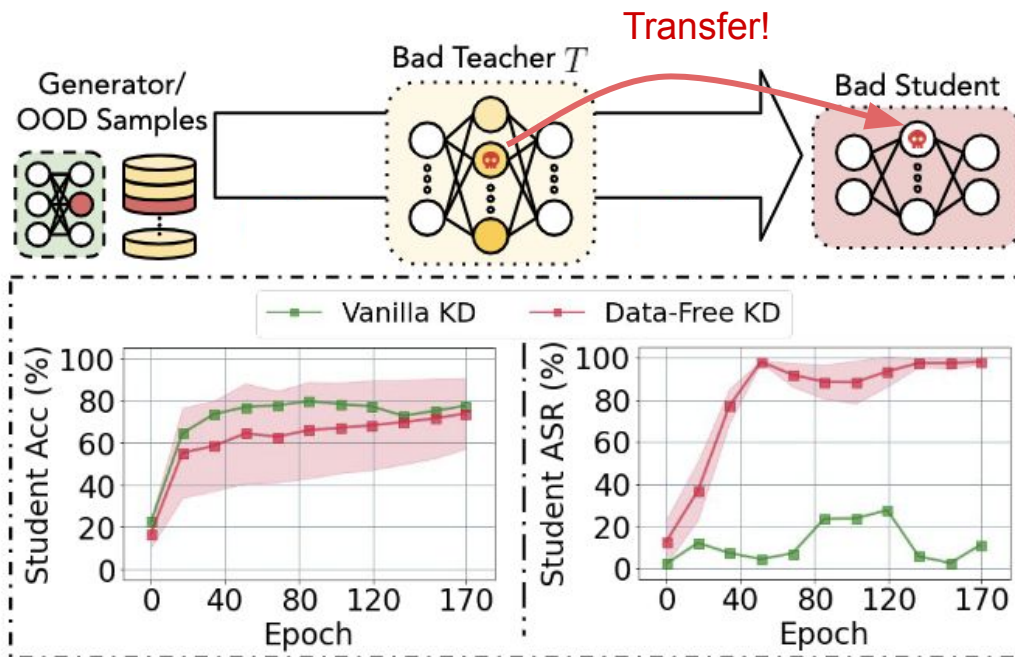 Transfer!
Generator/
OOD Samples
Bad Teacher T
Bad Student
Vanilla KD
Data-Free KD
Student Acc (%)
100
80
60
40
20
0
0
40
80
120
170
Epoch
Student ASR (%)
100
80
60
40
20
0
0
40
80
120
170
Epoch